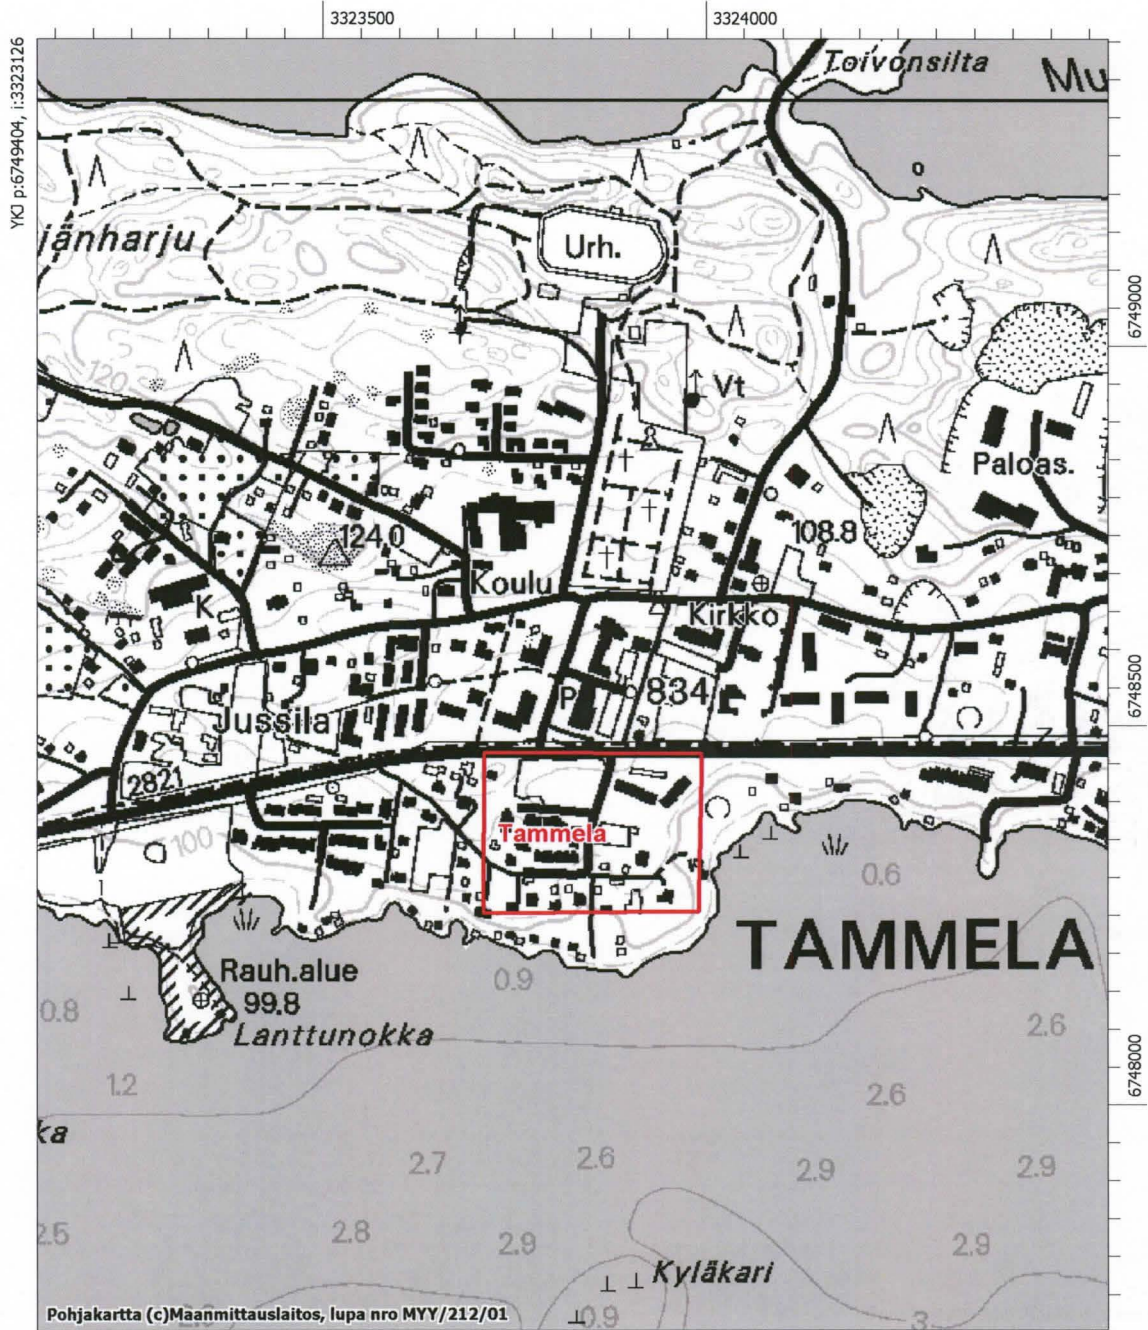 3323500
3324000
YKJ p:6749404, i:3323126
Toivonsilta
Mu
jänharju
Urh.
6749000
120
Vt
Paloas.
124.0
108.8
Koulu
K
Kirkko
P
834
6748500
Jussila
2821
100
Tammela
0.6
TAMMELA
Rauh.alue
99.8
0.9
0.8
Lanttunokka
2.6
6748000
1.2
2.6
ka
2.7
2.6
2.9
2.9
2.5
2.8
2.9
2.9
Kyläkari
Pohjakartta (c)Maanmittauslaitos, lupa nro MYY/212/01
0.9
3